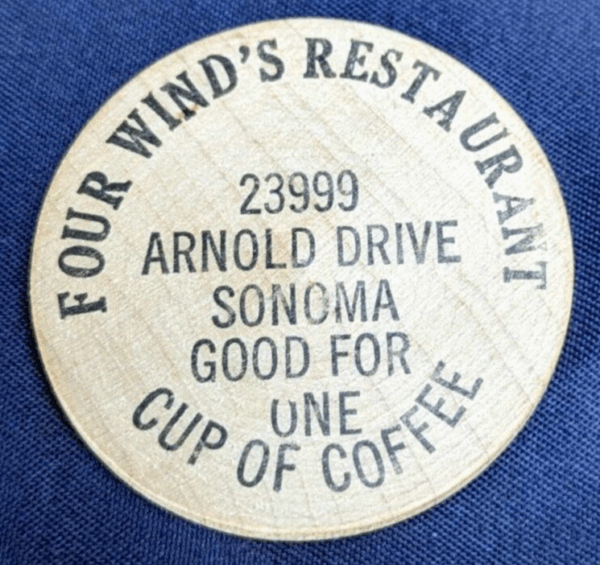 FOUR WIND'S RESTAURANT
23999
ARNOLD DRIVE
SONOMA
GOOD FOR
ONE
CUP OF COFFEE